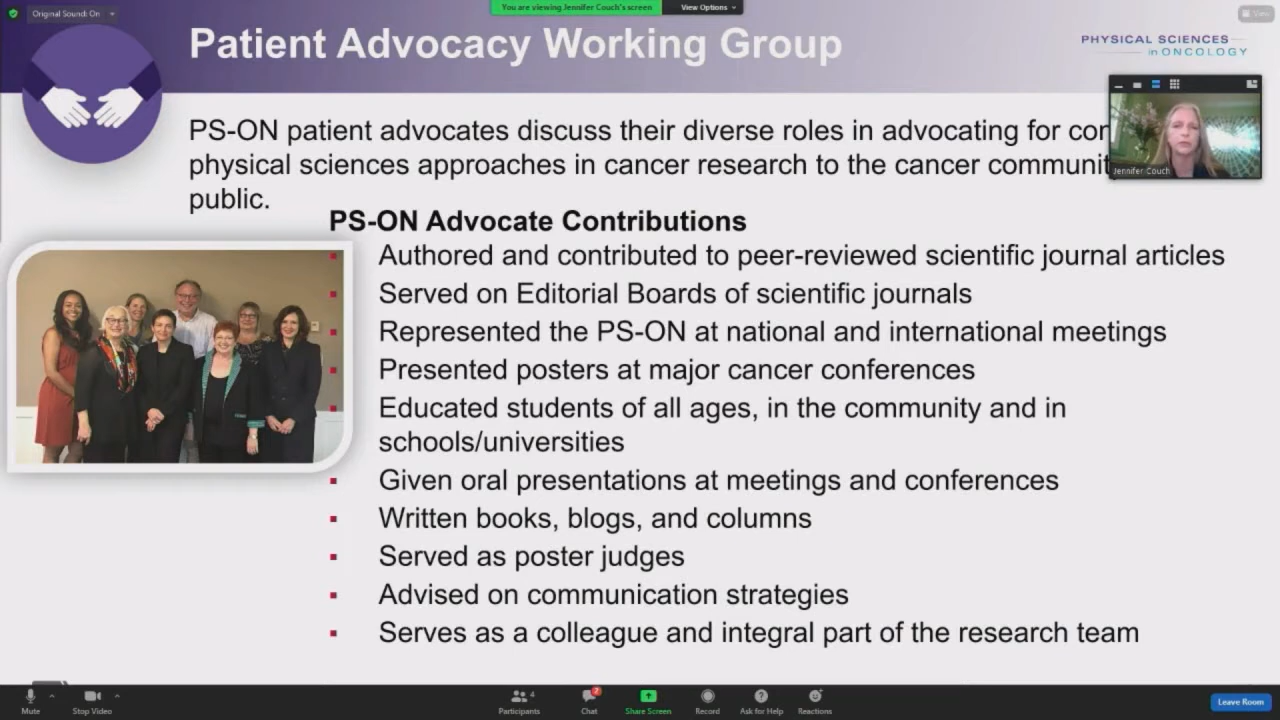 Original Sound: On
You are viewing Jennifer Couch's screen
View Options
View
Patient Advocacy Working Group
PHYSICAL SCIENCES
in ONCOLOGY
PS-ON patient advocates discuss their diverse roles in advocating for
physical sciences approaches in cancer research to the cancer
public.
Jennifer Couch
PS-ON Advocate Contributions
Authored and contributed to peer-reviewed scientific journal articles
Served on Editorial Boards of scientific journals
Represented the PS-ON at national and international meetings
Presented posters at major cancer conferences
Educated students of all ages, in the community and in
schools/universities
Given oral presentations at meetings and conferences
Written books, blogs, and columns
Served as poster judges
Advised on communication strategies
Serves as a colleague and integral part of the research team
Mute
Stop Video
Participants
4
Chat
2
Share Screen
Record
Ask for Help
Reactions
Leave Room